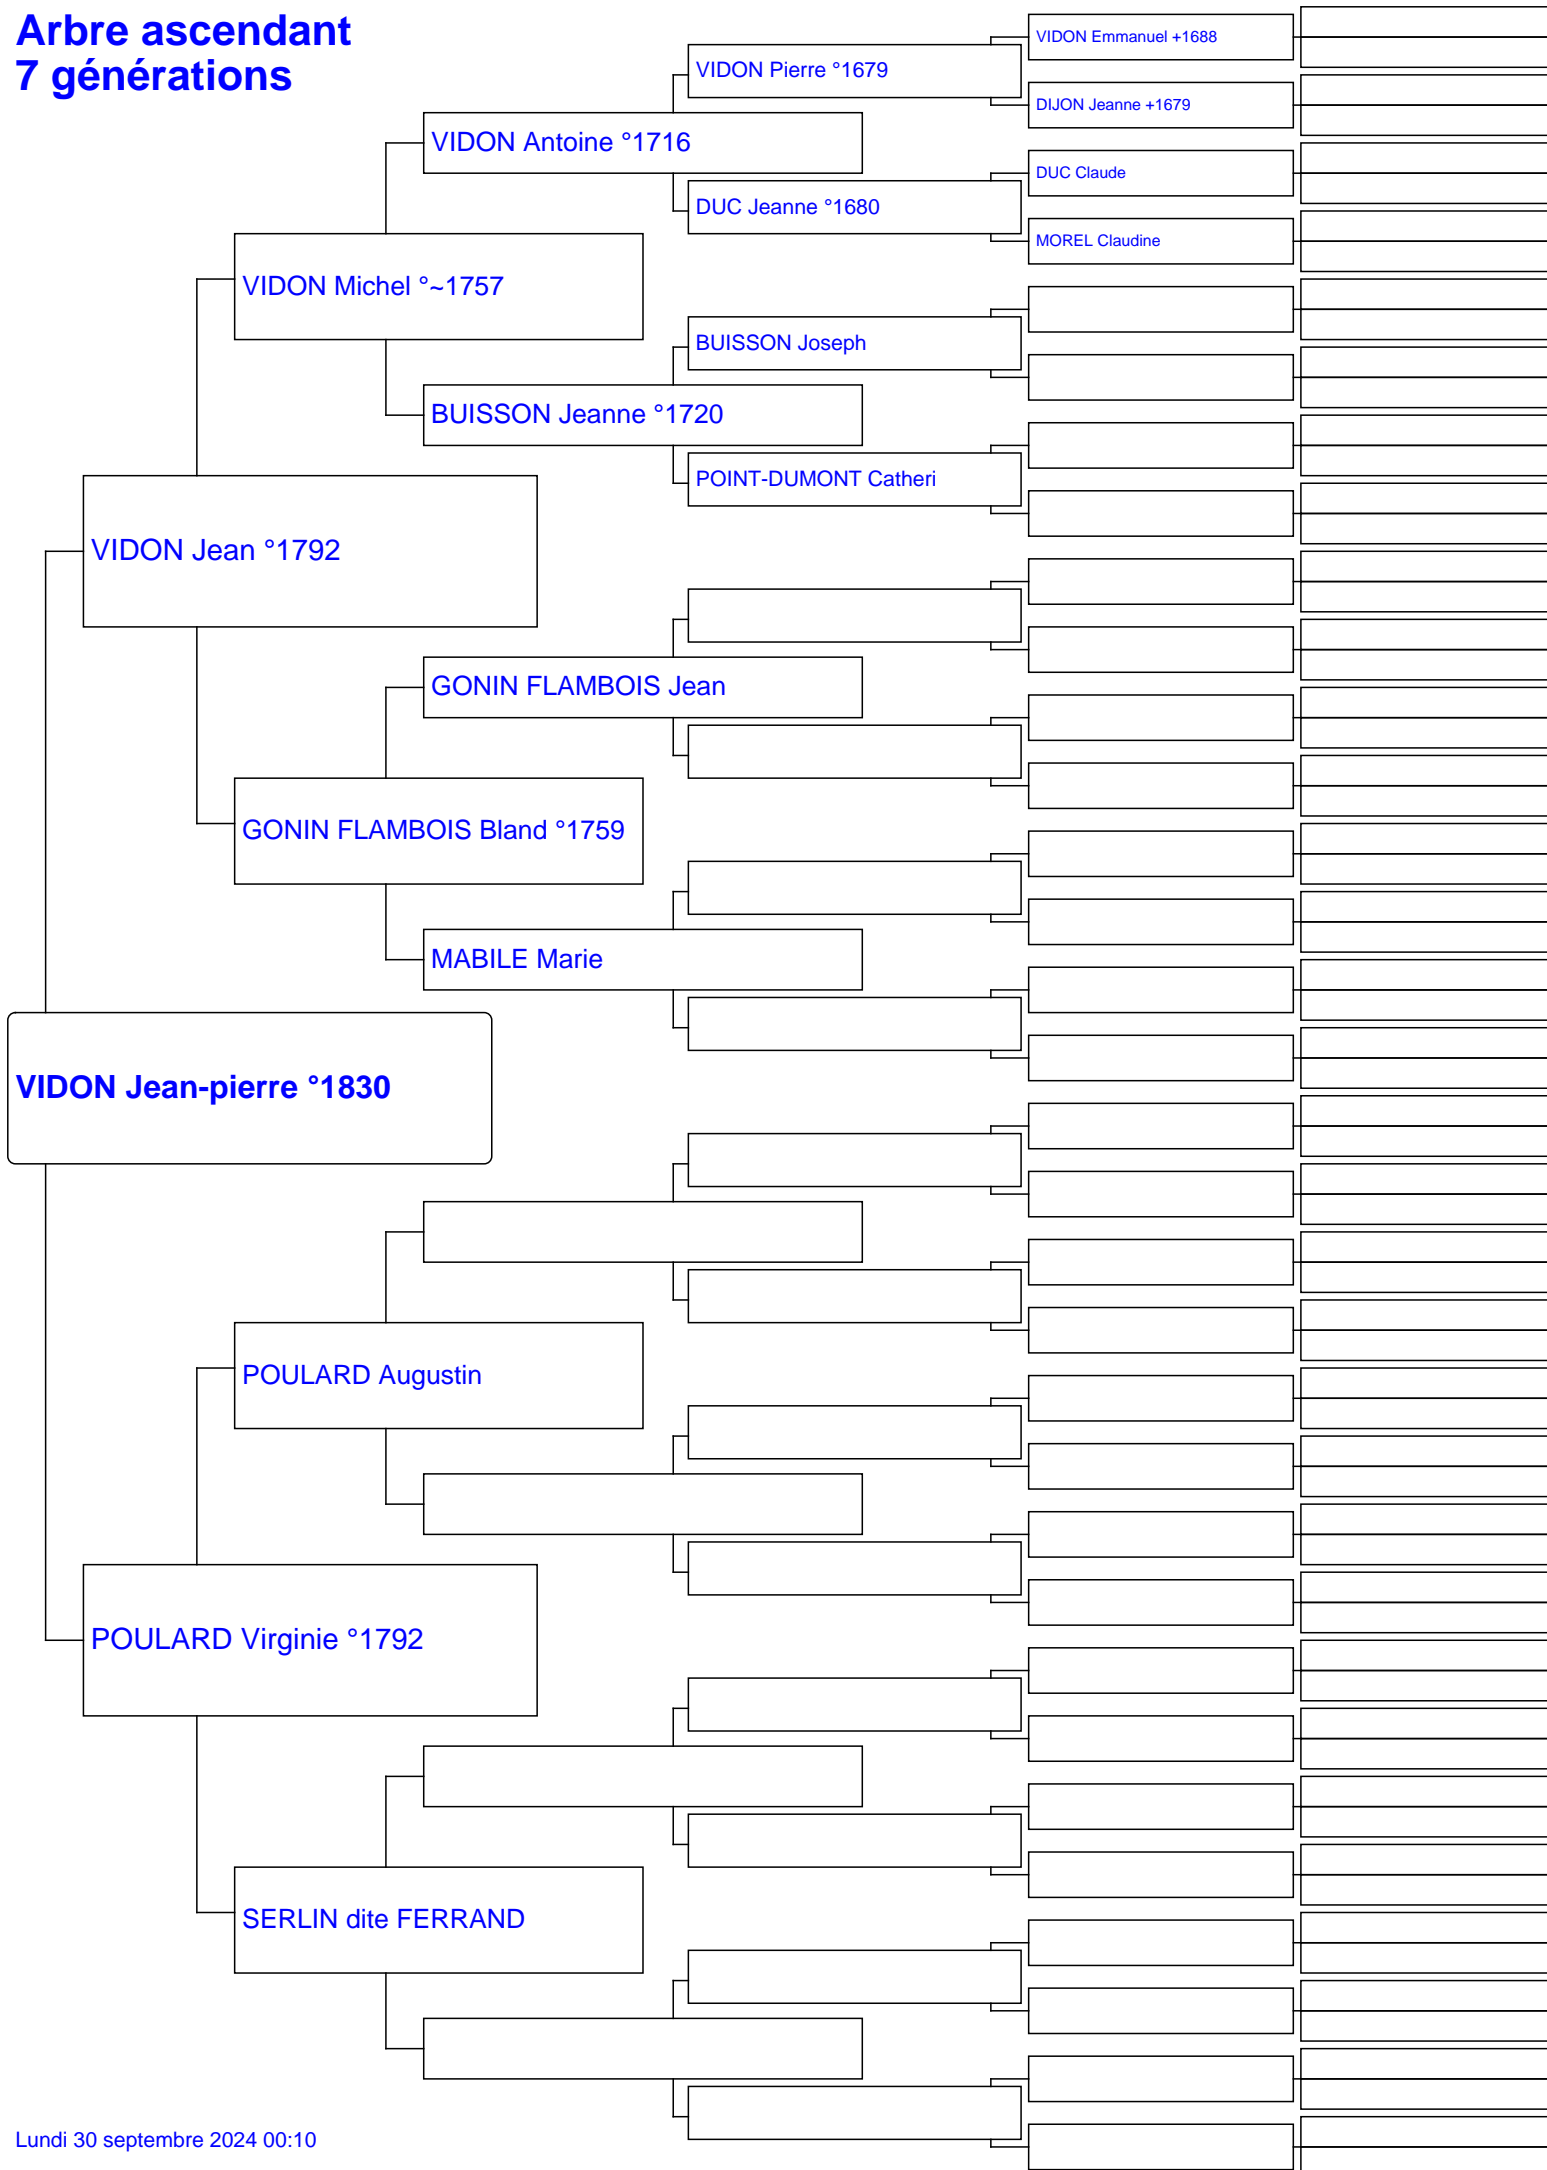 Arbre ascendant
7 générations
VIDON Emmanuel +1688
VIDON Pierre °1679
DIJON Jeanne +1679
VIDON Antoine °1716
DUC Claude
DUC Jeanne °1680
MOREL Claudine
VIDON Michel °~1757
BUISSON Joseph
BUISSON Jeanne °1720
POINT-DUMONT Catheri
VIDON Jean °1792
GONIN FLAMBOIS Jean
GONIN FLAMBOIS Bland °1759
MABILE Marie
VIDON Jean-pierre °1830
POULARD Augustin
POULARD Virginie °1792
SERLIN dite FERRAND
Lundi 30 septembre 2024 00:10